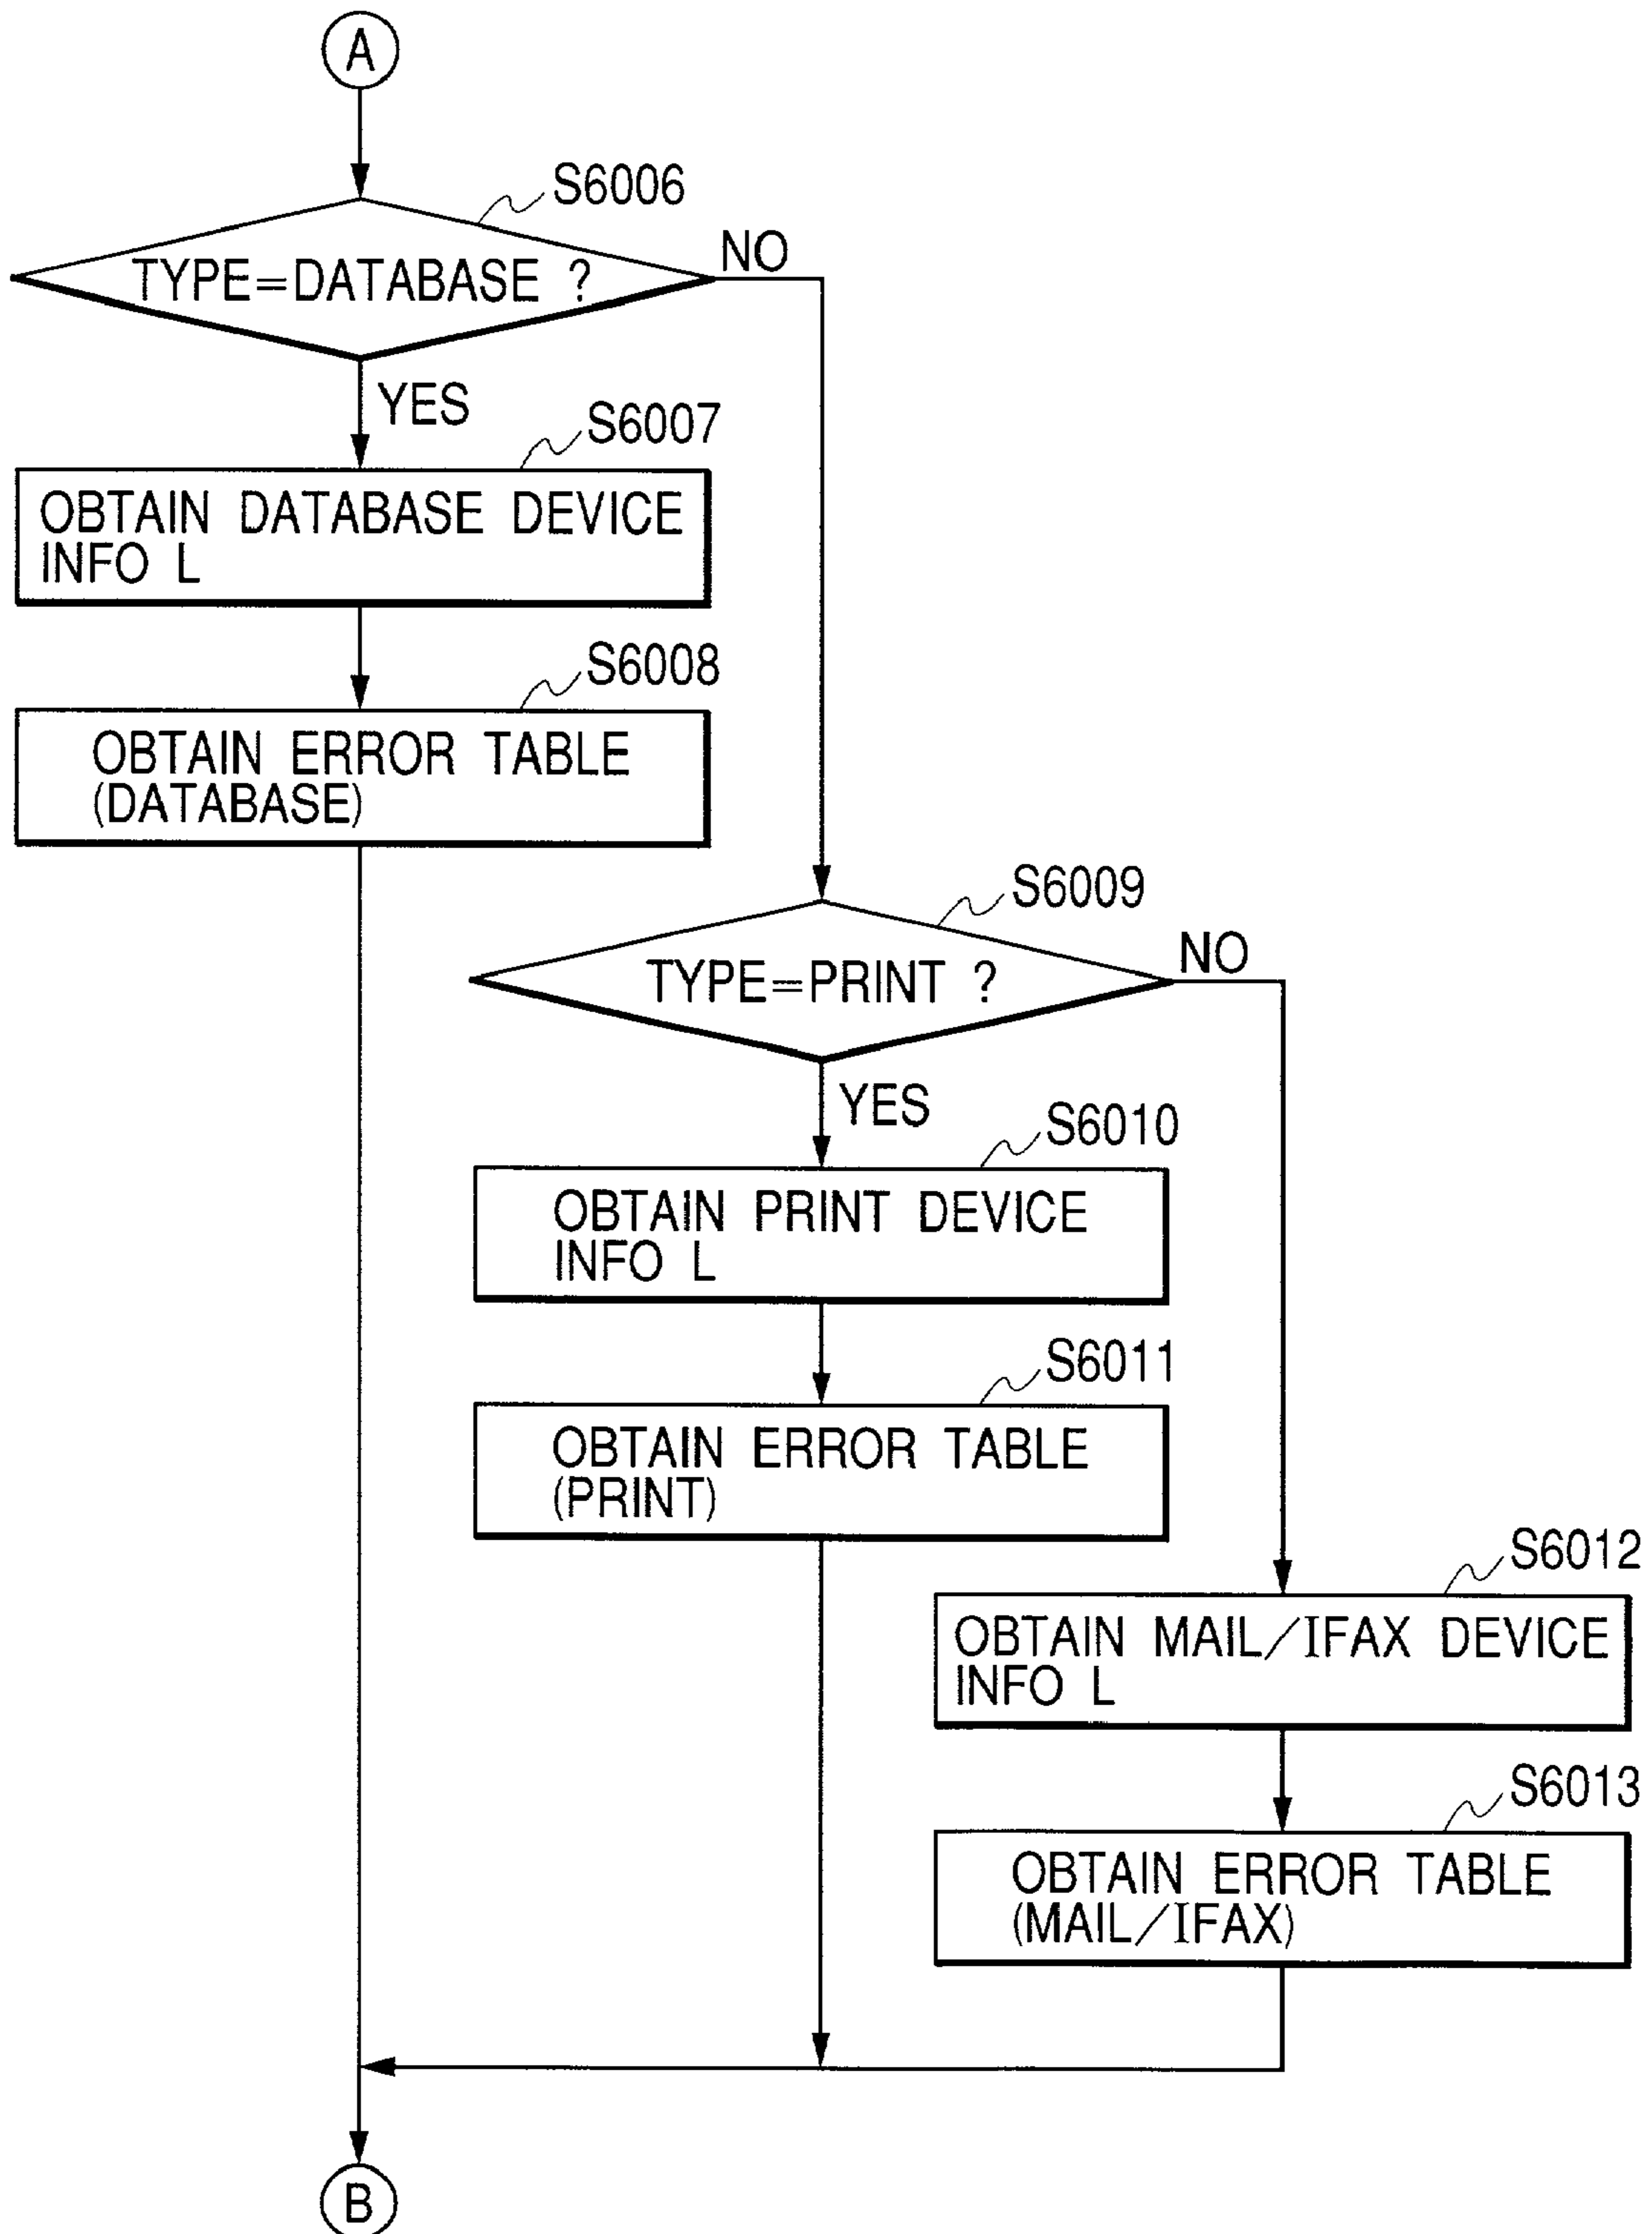 A
S6006
TYPE=DATABASE ?
NO
YES
S6007
OBTAIN DATABASE DEVICE
INFO L
S6008
OBTAIN ERROR TABLE
(DATABASE)
S6009
TYPE=PRINT ?
NO
YES
S6010
OBTAIN PRINT DEVICE
INFO L
S6011
OBTAIN ERROR TABLE
(PRINT)
S6012
OBTAIN MAIL/IFAX DEVICE
INFO L
S6013
OBTAIN ERROR TABLE
(MAIL/IFAX)
B